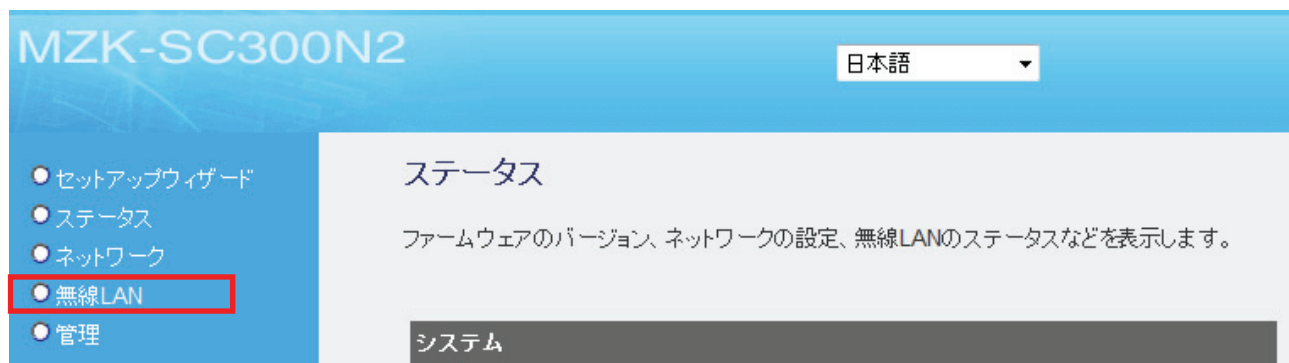 MZK-SC300N2
日本語
セットアップウィザード
ステータス
ネットワーク
無線LAN
管理
ステータス
ファームウェアのバージョン、ネットワークの設定、無線LANのステータスなどを表示します。
システム